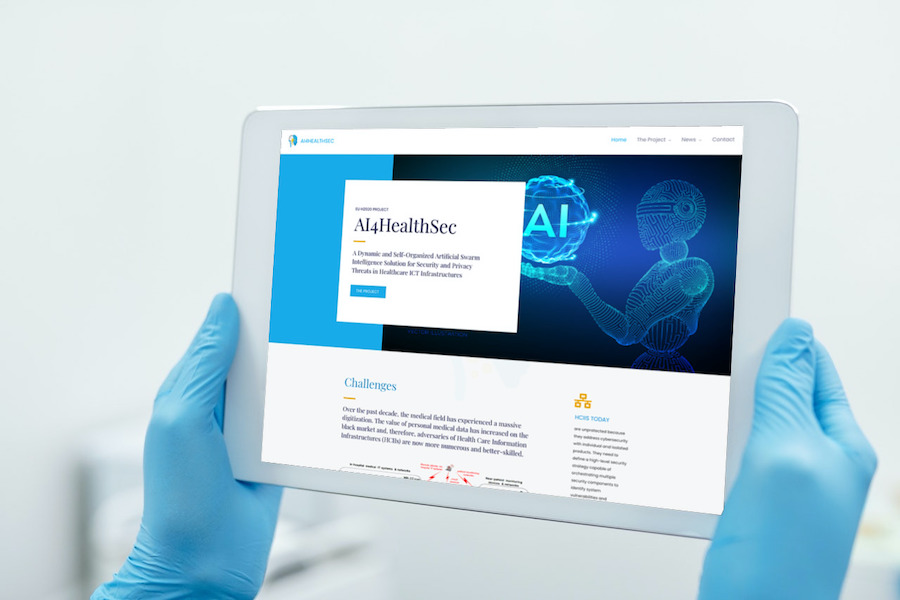 AI4HEALTHSEC
Home
The Project
News
Contact
EU H2020 PROJECT
AI4HealthSec
A Dynamic and Self-Organized Artificial Swarm
Intelligence Solution for Security and Privacy
Threats in Healthcare ICT Infrastructures
THE PROJECT
AI
Challenges
Over the past decade, the medical field has experienced a massive
digitization. The value of personal medical data has increased on the
black market and, therefore, adversaries of Health Care Information
Infrastructures (HCIIs) are now more numerous and better-skilled.
HCIIS TODAY
are unprotected because
they address cybersecurity
with individual and isolated
products. They need to
define a high-level security
strategy capable of
orchestrating multiple
security components to
identify system
vulnerabilities and